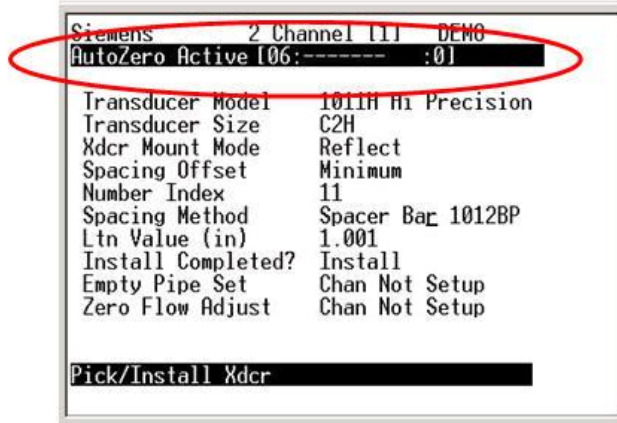 Siemens 2 Channel [1] DEMO
AutoZero Active [06:------- :0]
Transducer Model 1011H Hi Precision
Transducer Size C2H
Xdcr Mount Mode Reflect
Spacing Offset Minimum
Number Index 11
Spacing Method Spacer Bar 1012BP
Ltn Value (in) 1.001
Install Completed? Install
Empty Pipe Set Chan Not Setup
Zero Flow Adjust Chan Not Setup
Pick/Install Xdcr